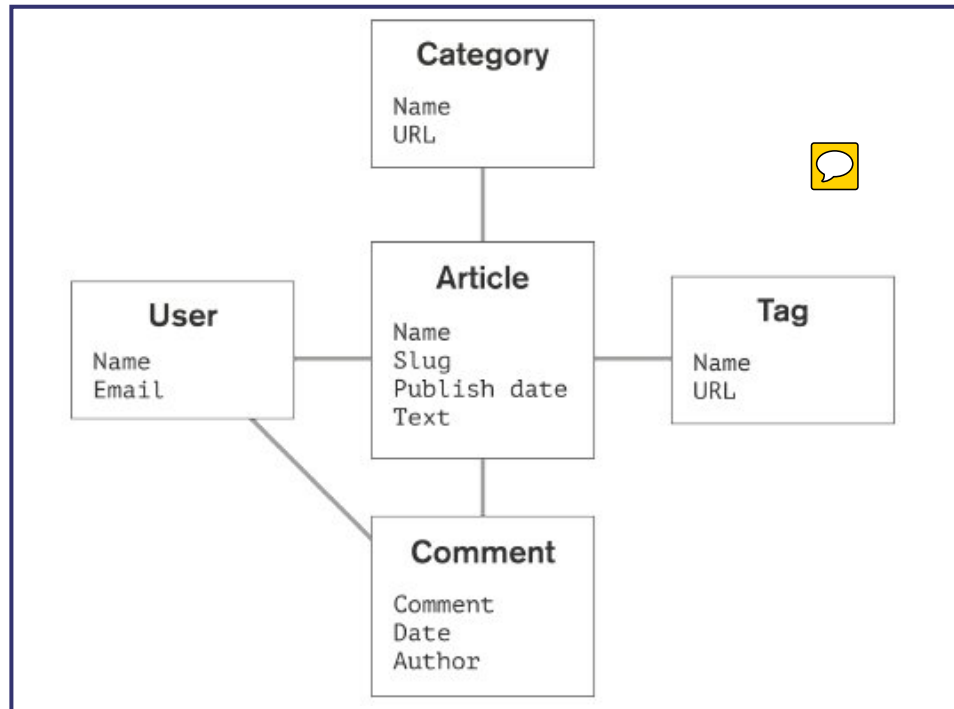 Category
Name
URL
Article
Name
Slug
Publish date
Text
User
Name
Email
Tag
Name
URL
Comment
Comment
Date
Author